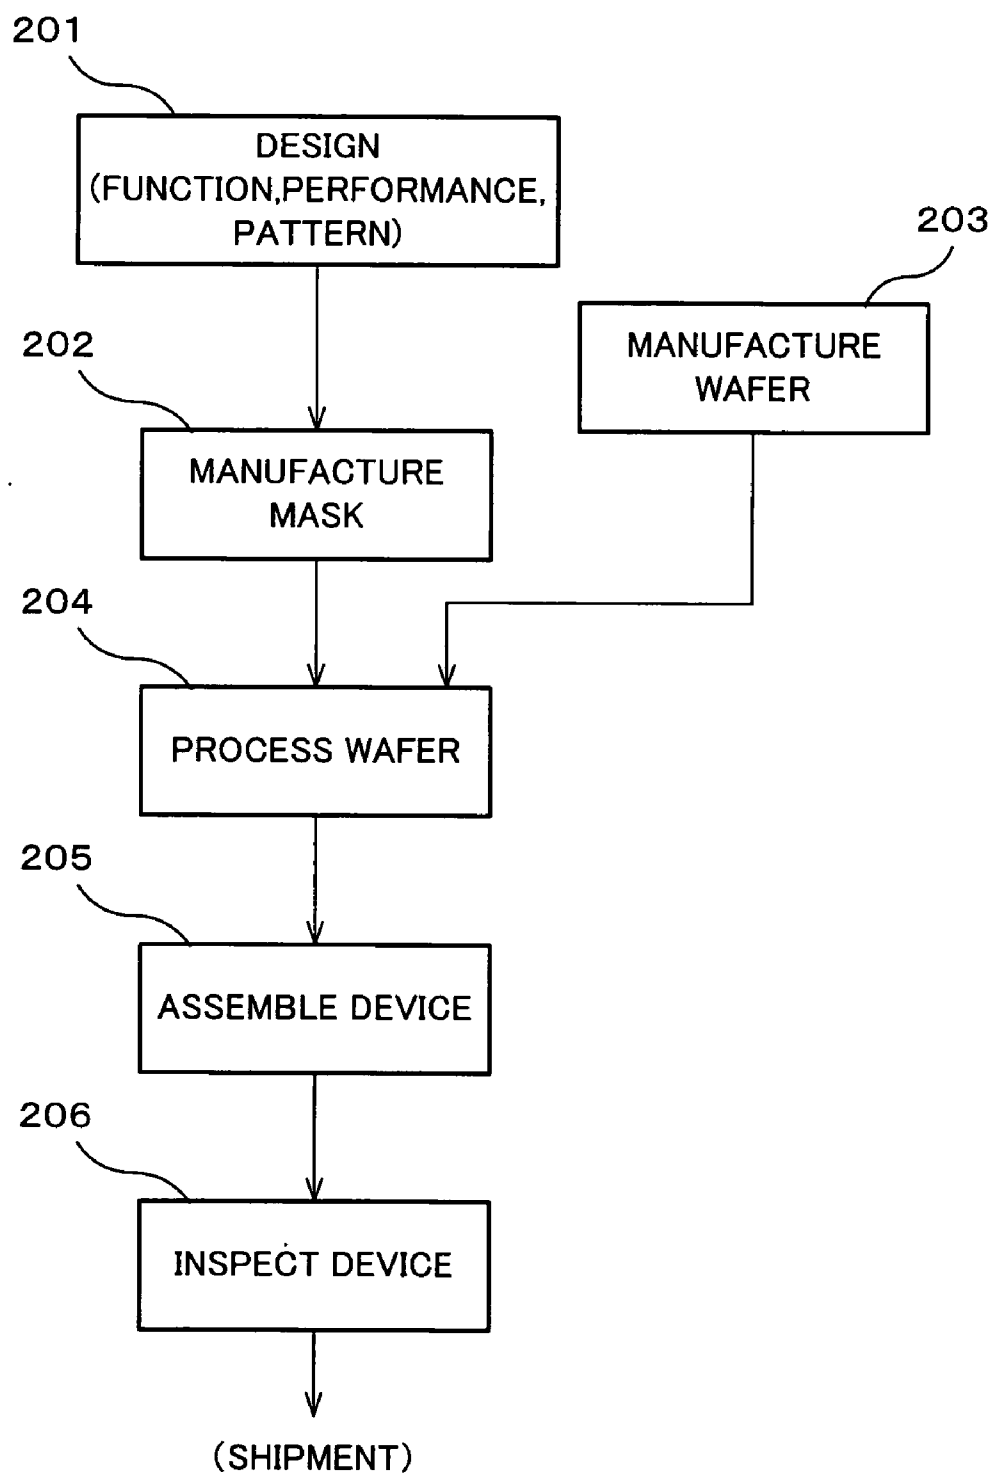 201
DESIGN
(FUNCTION,PERFORMANCE,
PATTERN)
203
MANUFACTURE
WAFER
202
MANUFACTURE
MASK
204
PROCESS WAFER
205
ASSEMBLE DEVICE
206
INSPECT DEVICE
(SHIPMENT)